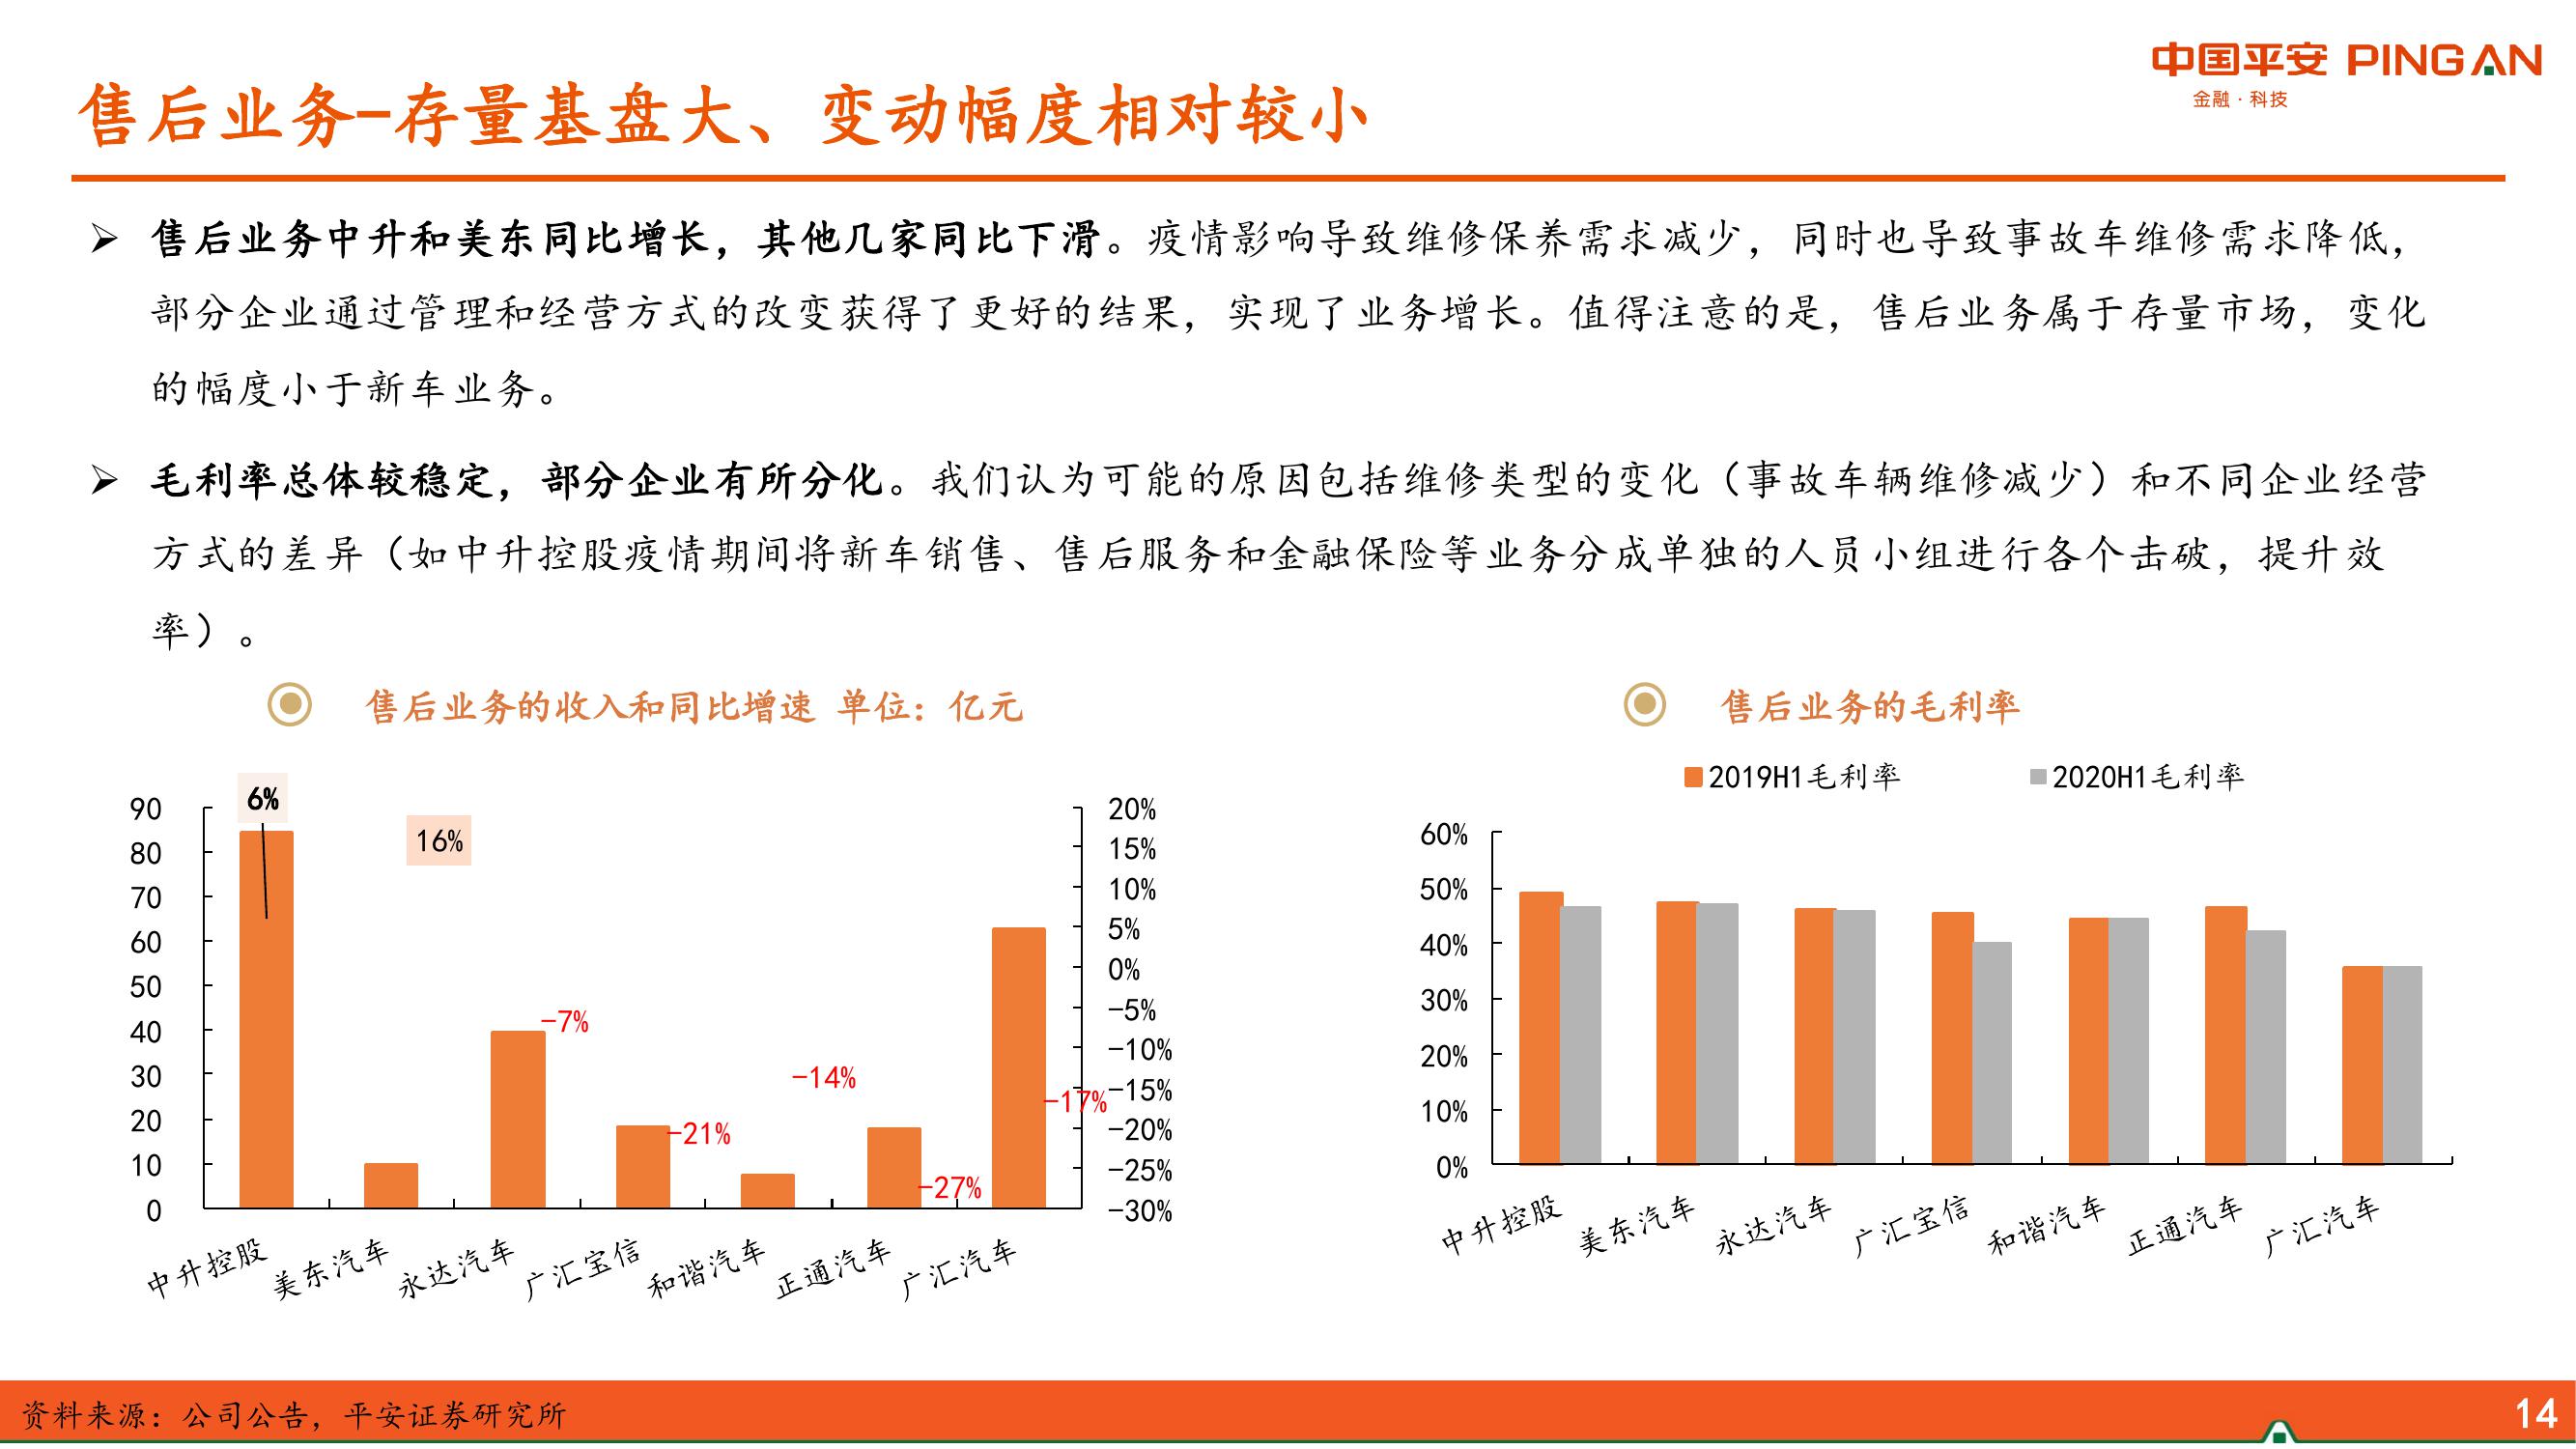 中国平安 PING AN
金融·科技
售后业务-存量基盘大、变动幅度相对较小
售后业务中升和美东同比增长，其他几家同比下滑。疫情影响导致维修保养需求减少，同时也导致事故车维修需求降低，
部分企业通过管理和经营方式的改变获得了更好的结果，实现了业务增长。值得注意的是，售后业务属于存量市场，变化
的幅度小于新车业务。
毛利率总体较稳定，部分企业有所分化。我们认为可能的原因包括维修类型的变化（事故车辆维修减少）和不同企业经营
方式的差异（如中升控股疫情期间将新车销售、售后服务和金融保险等业务分成单独的人员小组进行各个击破，提升效
率）。
售后业务的收入和同比增速 单位：亿元
90
80
70
60
50
40
30
20
10
0
6%
16%
-7%
-21%
-14%
-27%
-17%
20%
15%
10%
5%
0%
-5%
-10%
-15%
-20%
-25%
-30%
中升控股
美东汽车
永达汽车
广汇宝信
和谐汽车
正通汽车
广汇汽车
售后业务的毛利率
2019H1毛利率 2020H1毛利率
60%
50%
40%
30%
20%
10%
0%
中升控股
美东汽车
永达汽车
广汇宝信
和谐汽车
正通汽车
广汇汽车
资料来源：公司公告，平安证券研究所
14